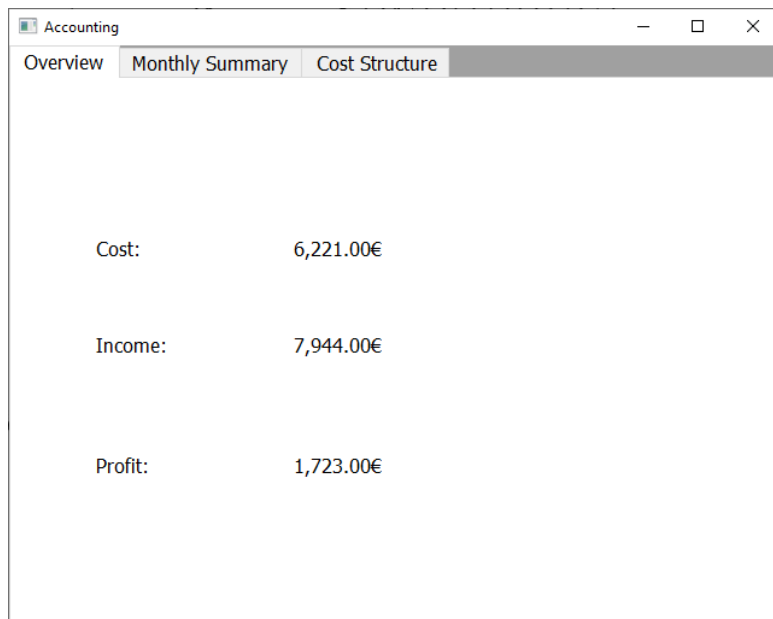 Accounting
Overview Monthly Summary Cost Structure
Cost: 6,221.00€
Income: 7,944.00€
Profit: 1,723.00€